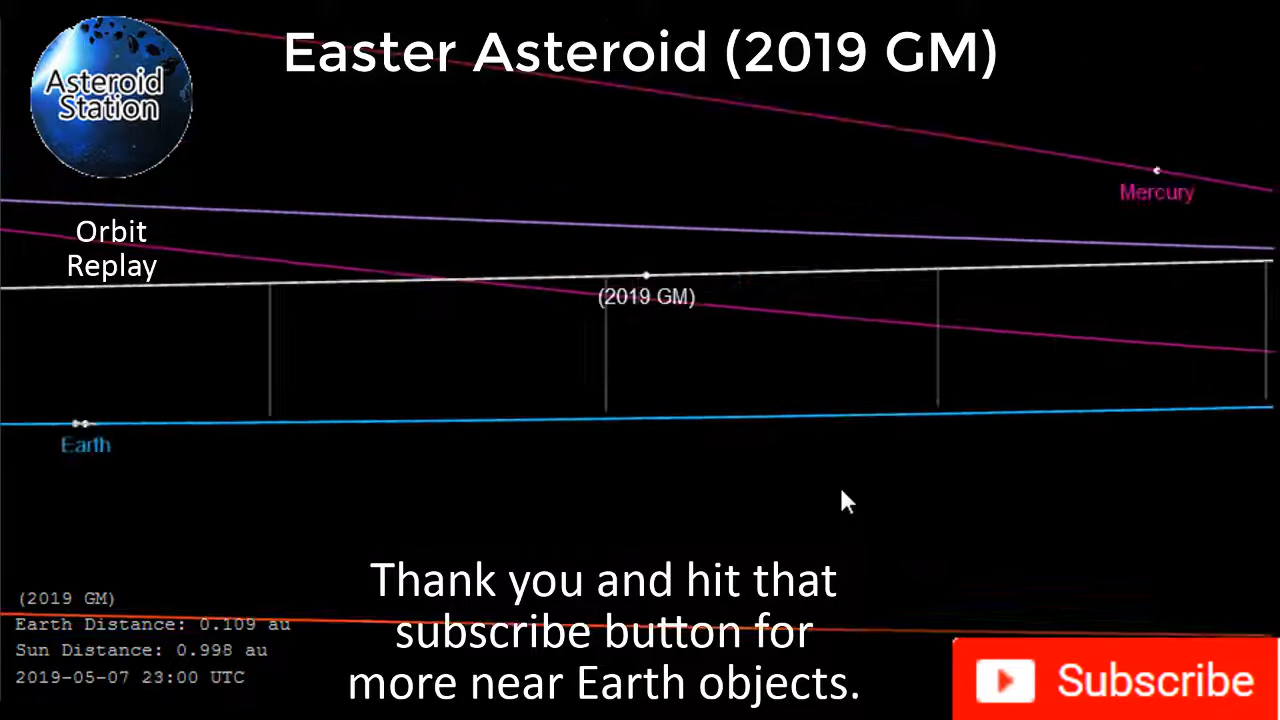 Easter Asteroid (2019 GM)
Asteroid
Station
Mercury
Orbit
Replay
(2019 GM)
Earth
Thank you and hit that
subscribe button for
more near Earth objects.
(2019 GM)
Earth Distance: 0.109 au
Sun Distance: 0.998 au
2019-05-07 23:00 UTC
Subscribe